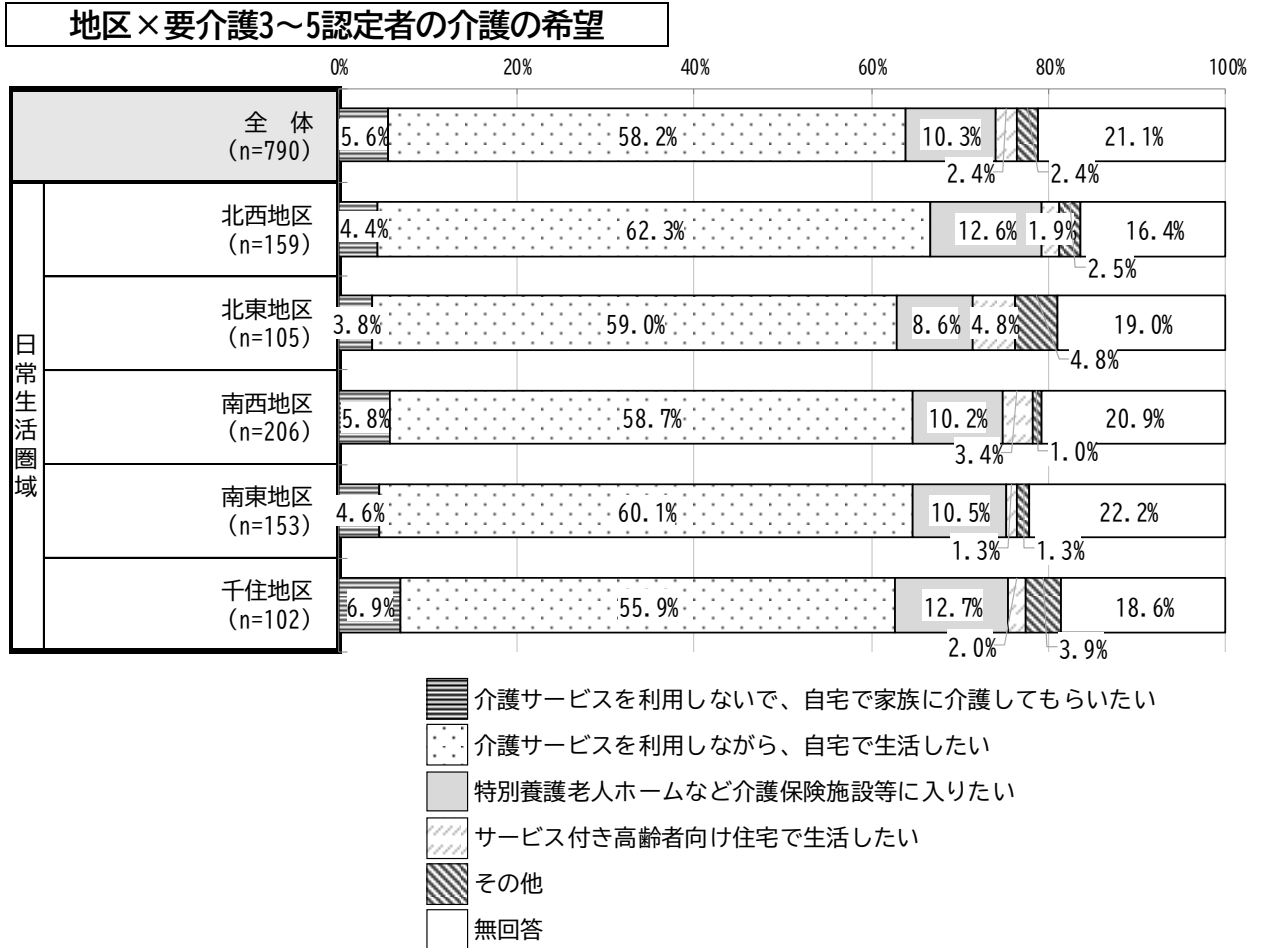 地区×要介護3～5認定者の介護の希望
0% 20% 40% 60% 80% 100%
全　体
(n=790)
5.6% 58.2% 10.3% 21.1%
2.4% 2.4%
日常生活圏域
北西地区
(n=159)
4.4% 62.3% 12.6% 1.9% 16.4%
2.5%
北東地区
(n=105)
3.8% 59.0% 8.6% 4.8% 19.0%
4.8%
南西地区
(n=206)
5.8% 58.7% 10.2% 20.9%
3.4% 1.0%
南東地区
(n=153)
4.6% 60.1% 10.5% 22.2%
1.3% 1.3%
千住地区
(n=102)
6.9% 55.9% 12.7% 18.6%
2.0% 3.9%
介護サービスを利用しないで、自宅で家族に介護してもらいたい
介護サービスを利用しながら、自宅で生活したい
特別養護老人ホームなど介護保険施設等に入りたい
サービス付き高齢者向け住宅で生活したい
その他
無回答